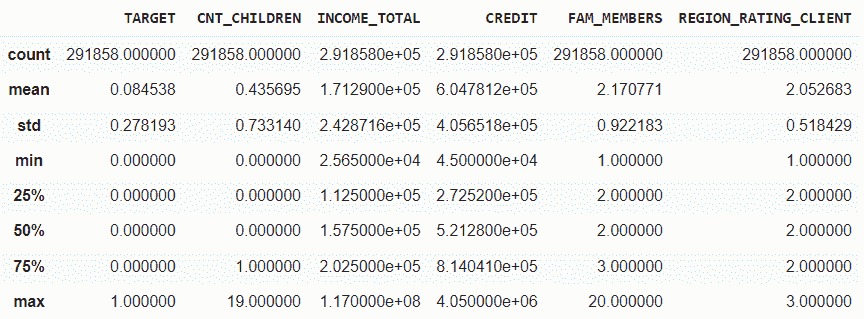 TARGET CNT_CHILDREN INCOME_TOTAL CREDIT FAM_MEMBERS REGION_RATING_CLIENT
count 291858.000000 291858.000000 2.918580e+05 2.918580e+05 291858.000000 291858.000000
mean 0.084538 0.435695 1.712900e+05 6.047812e+05 2.170771 2.052683
std 0.278193 0.733140 2.428716e+05 4.056518e+05 0.922183 0.518429
min 0.000000 0.000000 2.565000e+04 4.500000e+04 1.000000 1.000000
25% 0.000000 0.000000 1.125000e+05 2.725200e+05 2.000000 2.000000
50% 0.000000 0.000000 1.575000e+05 5.212800e+05 2.000000 2.000000
75% 0.000000 1.000000 2.025000e+05 8.140410e+05 3.000000 2.000000
max 1.000000 19.000000 1.170000e+08 4.050000e+06 20.000000 3.000000